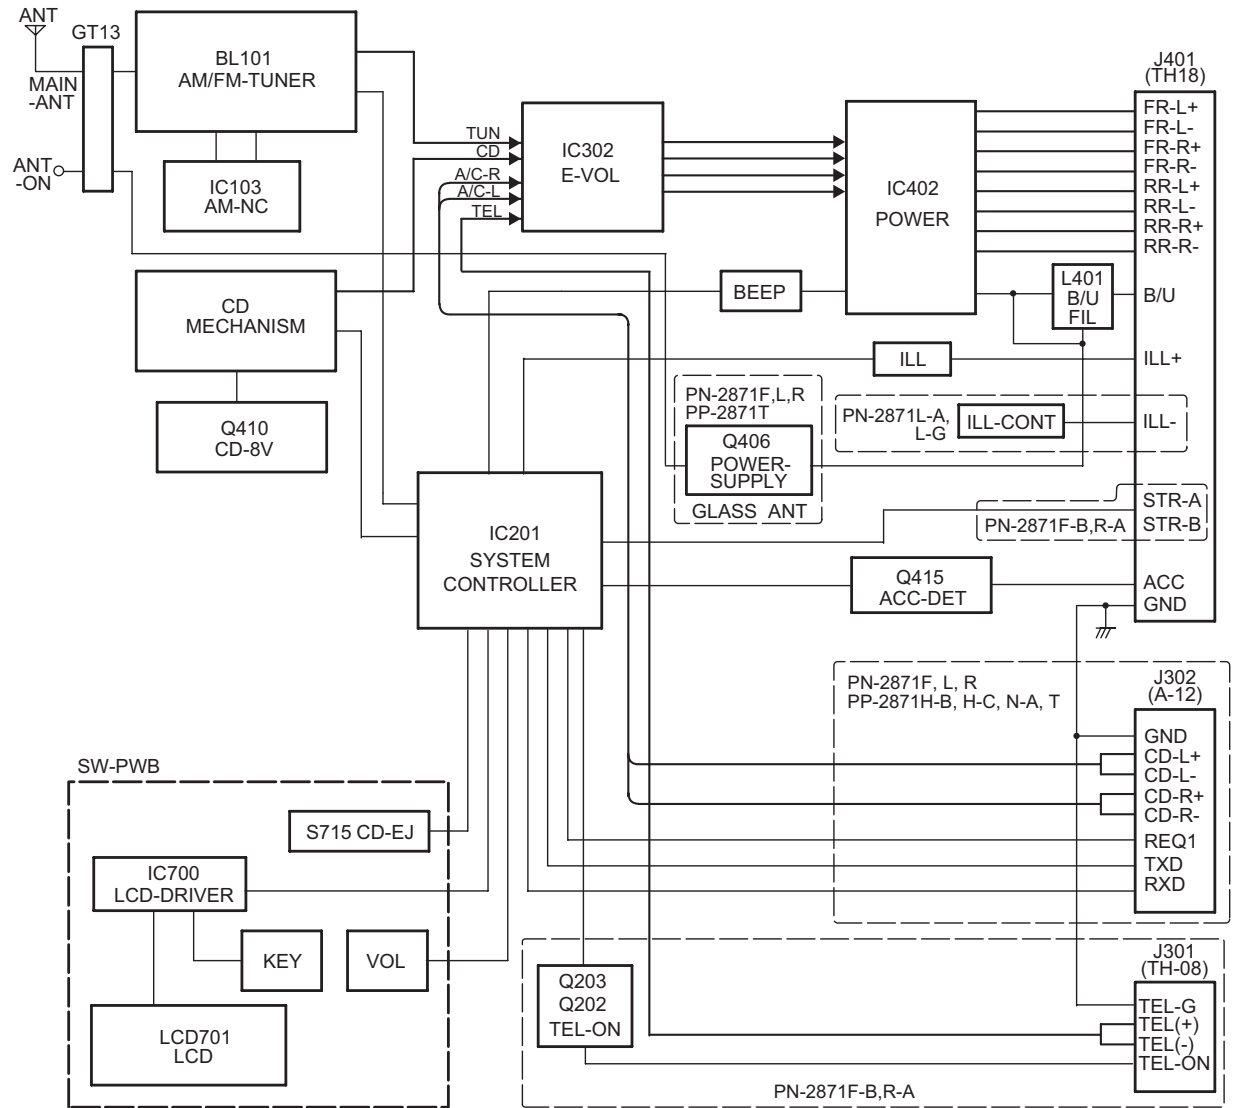 ANT
GT13
MAIN
-ANT
ANT
-ON
BL101
AM/FM-TUNER
IC103
AM-NC
CD
MECHANISM
Q410
CD-8V
TUN
CD
A/C-R
A/C-L
TEL
IC302
E-VOL
IC402
POWER
BEEP
J401
(TH18)
FR-L+
FR-L-
FR-R+
FR-R-
RR-L+
RR-L-
RR-R+
RR-R-
L401
B/U
FIL
B/U
ILL
ILL+
PN-2871F,L,R
PP-2871T
Q406
POWER-
SUPPLY
GLASS ANT
PN-2871L-A,
L-G
ILL-CONT
ILL-
STR-A
STR-B
PN-2871F-B,R-A
IC201
SYSTEM
CONTROLLER
Q415
ACC-DET
ACC
GND
PN-2871F, L, R
PP-2871H-B, H-C, N-A, T
J302
(A-12)
GND
CD-L+
CD-L-
CD-R+
CD-R-
REQ1
TXD
RXD
SW-PWB
S715 CD-EJ
IC700
LCD-DRIVER
KEY
VOL
LCD701
LCD
Q203
Q202
TEL-ON
J301
(TH-08)
TEL-G
TEL(+)
TEL(-)
TEL-ON
PN-2871F-B,R-A